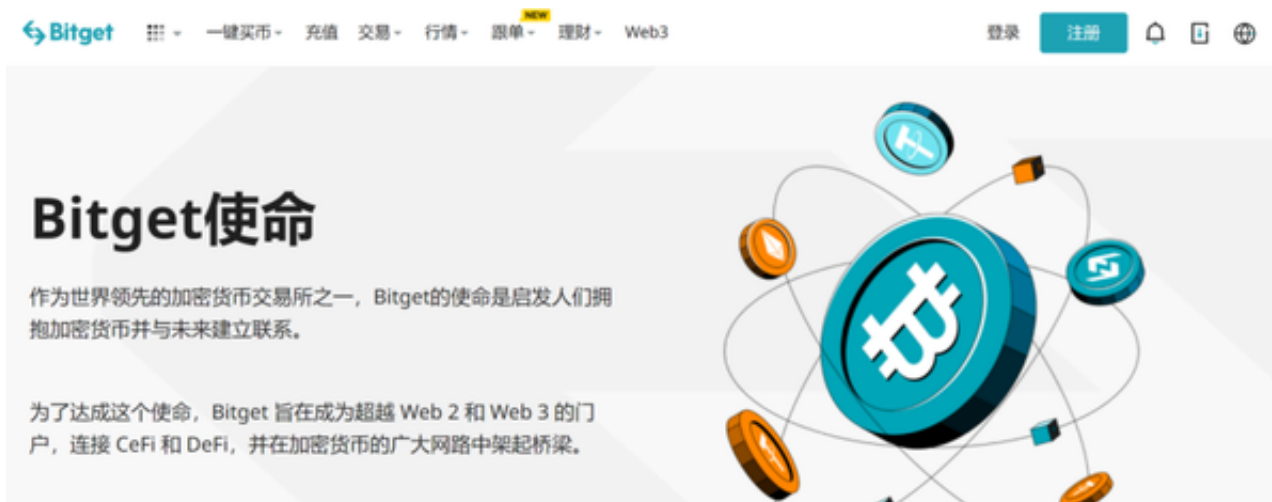 Bitget 一键买币 充值 交易 行情 跟单 NEW 理财 Web3 登录 注册
Bitget使命
作为世界领先的加密货币交易所之一，Bitget的使命是启发人们拥
抱加密货币并与未来建立联系。
为了达成这个使命，Bitget 旨在成为超越 Web 2 和 Web 3 的门
户，连接 CeFi 和 DeFi，并在加密货币的广大网路中架起桥梁。